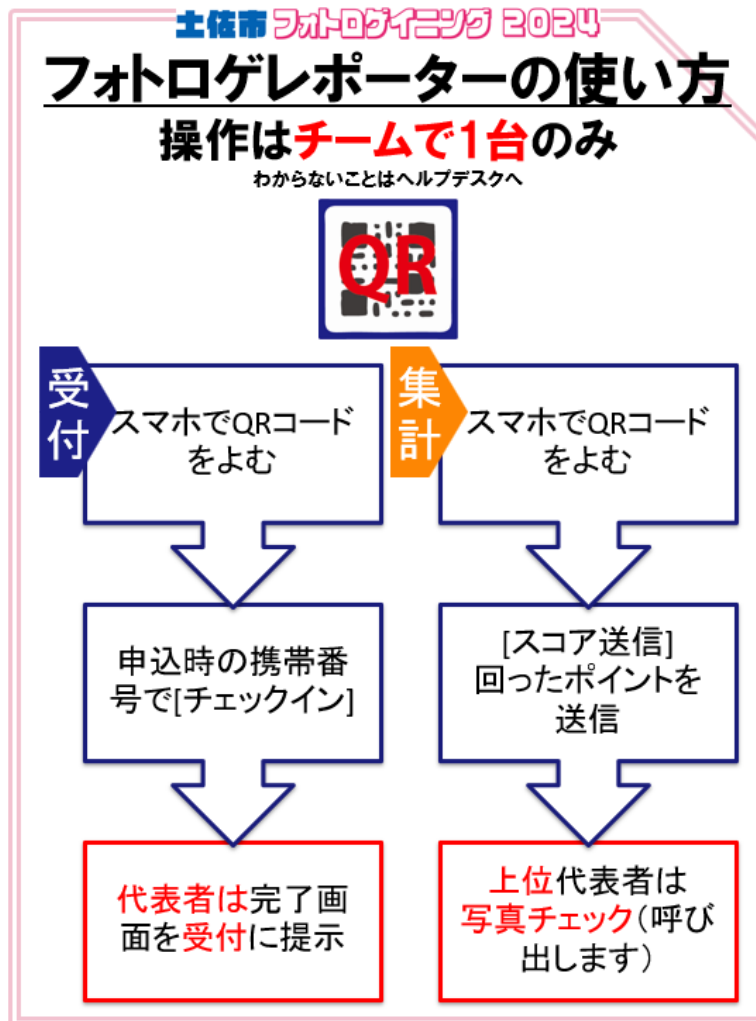 土佐市 フォトロゲイニング 2024
フォトロゲレポーターの使い方
操作はチームで1台のみ
わからないことはヘルプデスクへ
QR
受付
スマホでQRコード
をよむ
申込時の携帯番
号で[チェックイン]
代表者は完了画
面を受付に提示
集計
スマホでQRコード
をよむ
[スコア送信]
回ったポイントを
送信
上位代表者は
写真チェック（呼び
出します）